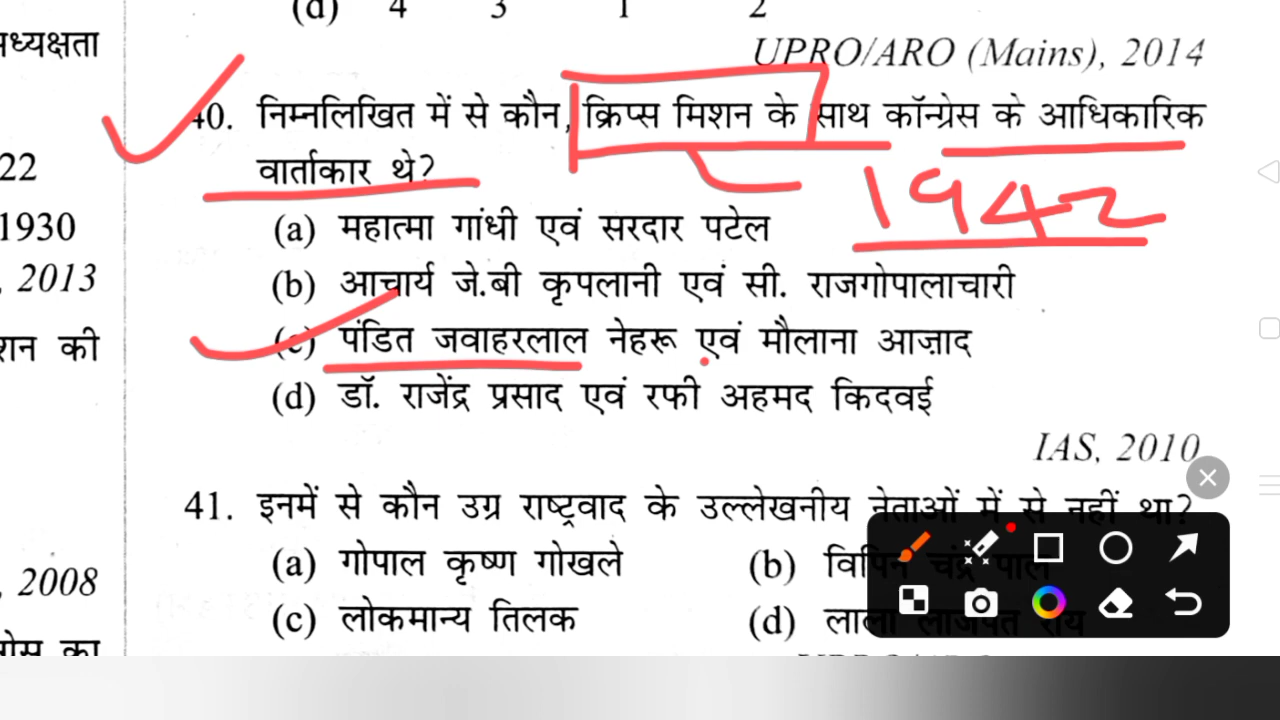 (d) 4 3 1 2
UPRO/ARO (Mains), 2014
मध्यक्षता
40. निम्नलिखित में से कौन, क्रिप्स मिशन के साथ कॉन्ग्रेस के आधिकारिक
22
वार्ताकार थे?
1942
1930
(a) महात्मा गांधी एवं सरदार पटेल
, 2013
(b) आचार्य जे.बी कृपलानी एवं सी. राजगोपालाचारी
शन की
(c) पंडित जवाहरलाल नेहरू एवं मौलाना आज़ाद
(d) डॉ. राजेंद्र प्रसाद एवं रफी अहमद किदवई
IAS, 2010
41. इनमें से कौन उग्र राष्ट्रवाद के उल्लेखनीय नेताओं में से नहीं था?
(a) गोपाल कृष्ण गोखले (b) विपिन चंद्र पाल
, 2008
(c) लोकमान्य तिलक (d) लाला लाजपत राय